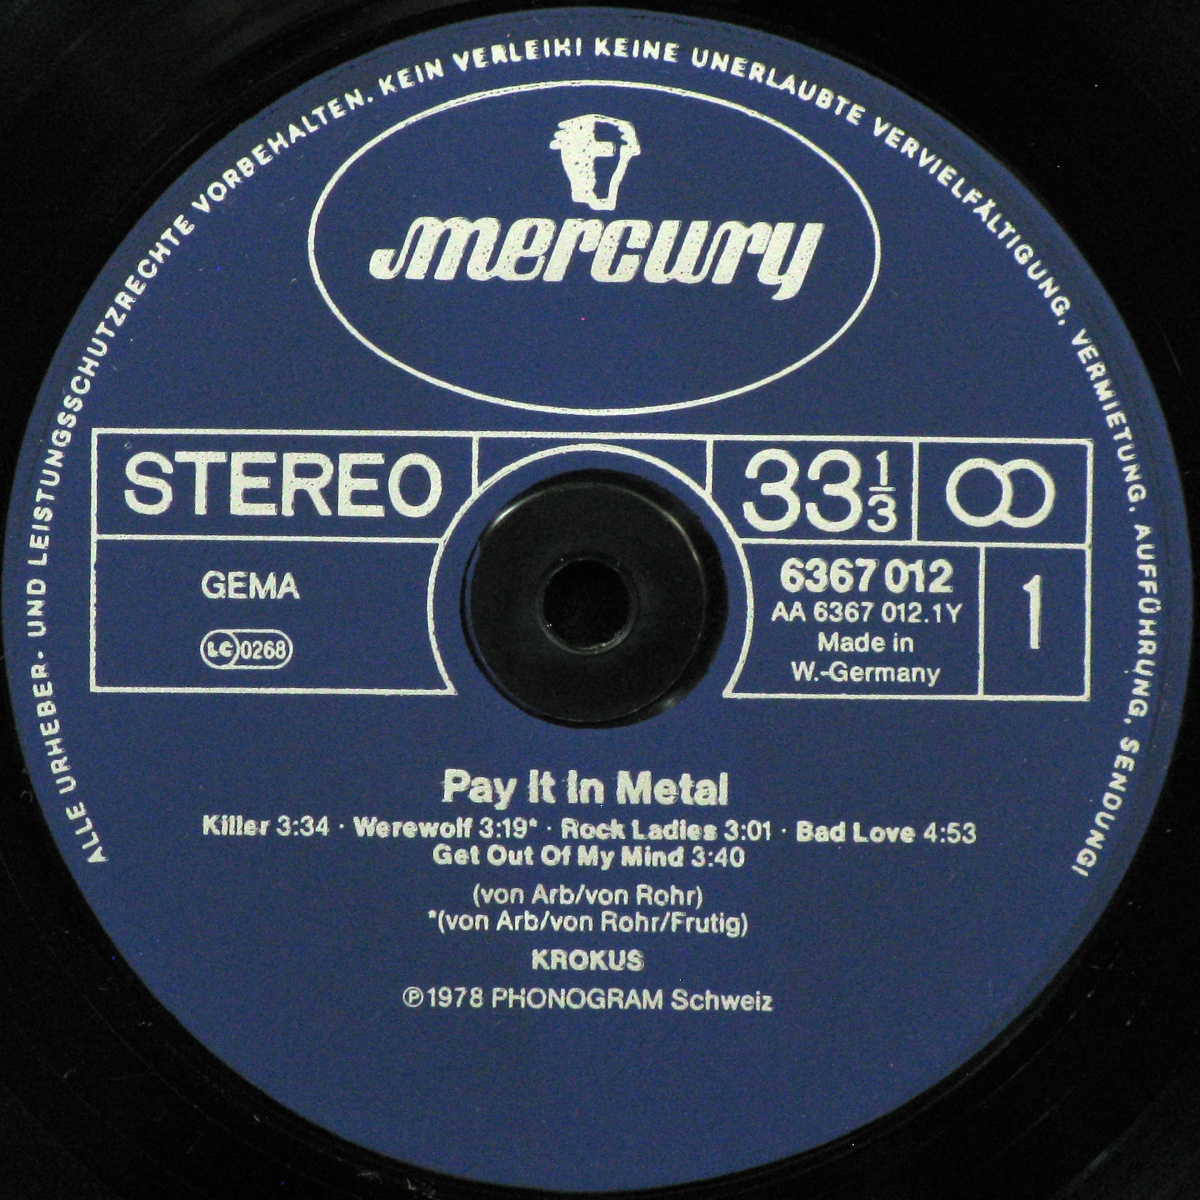 ALLE URHEBER- UND LEISTUNGSSCHUTZRECHTE VORBEHALTEN. KEIN VERLEIH! KEINE UNERLAUBTE VERVIELFÄLTIGUNG, VERMIETUNG, AUFFÜHRUNG, SENDUNG!
mercury
STEREO
33 1/3
GEMA
LC 0268
6367 012
AA 6367 012.1Y
Made in
W.-Germany
1
Pay It In Metal
Killer 3:34 · Werewolf 3:19* · Rock Ladies 3:01 · Bad Love 4:53
Get Out Of My Mind 3:40
(von Arb/von Rohr)
*(von Arb/von Rohr/Frutig)
KROKUS
℗1978 PHONOGRAM Schweiz